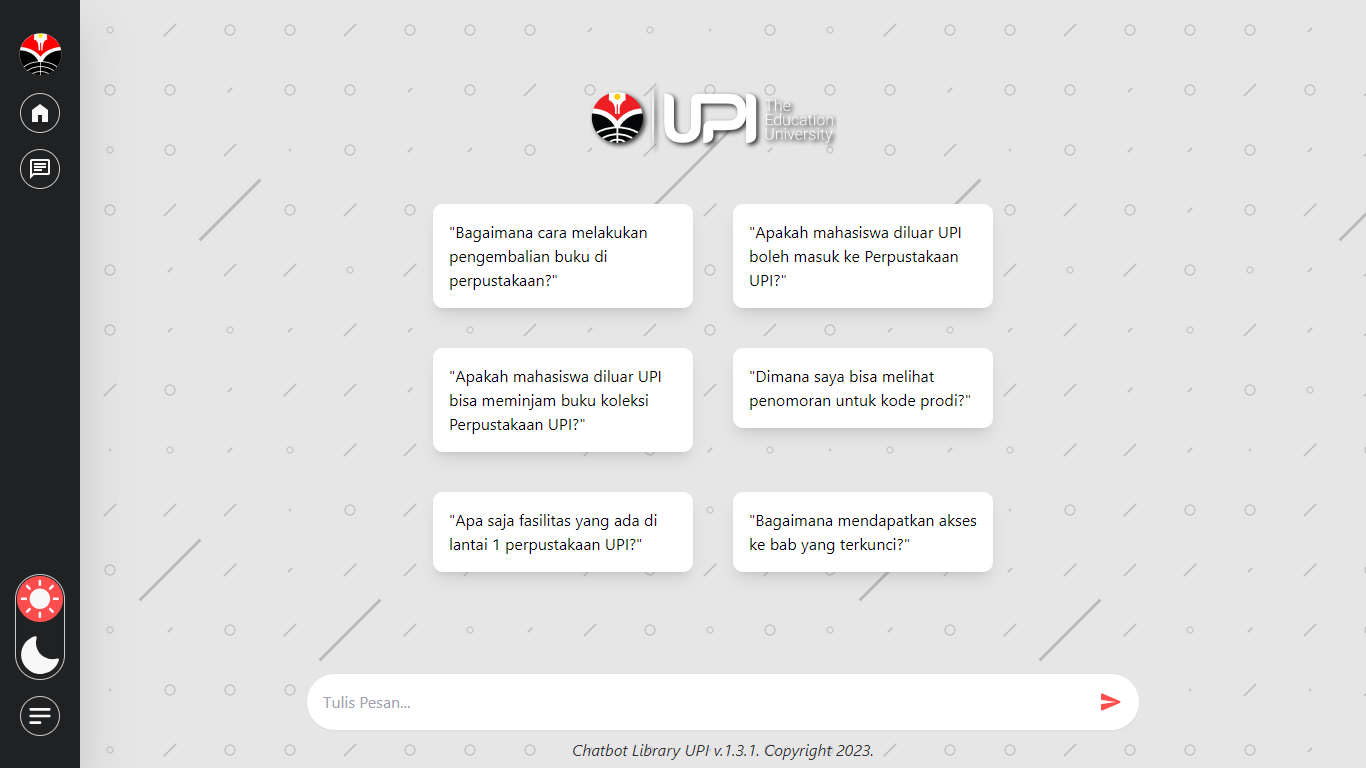 UPI
The
Education
University
"Bagaimana cara melakukan
pengembalian buku di
perpustakaan?"
"Apakah mahasiswa diluar UPI
boleh masuk ke Perpustakaan
UPI?"
"Apakah mahasiswa diluar UPI
bisa meminjam buku koleksi
Perpustakaan UPI?"
"Dimana saya bisa melihat
penomoran untuk kode prodi?"
"Apa saja fasilitas yang ada di
lantai 1 perpustakaan UPI?"
"Bagaimana mendapatkan akses
ke bab yang terkunci?"
Tulis Pesan...
Chatbot Library UPI v.1.3.1. Copyright 2023.